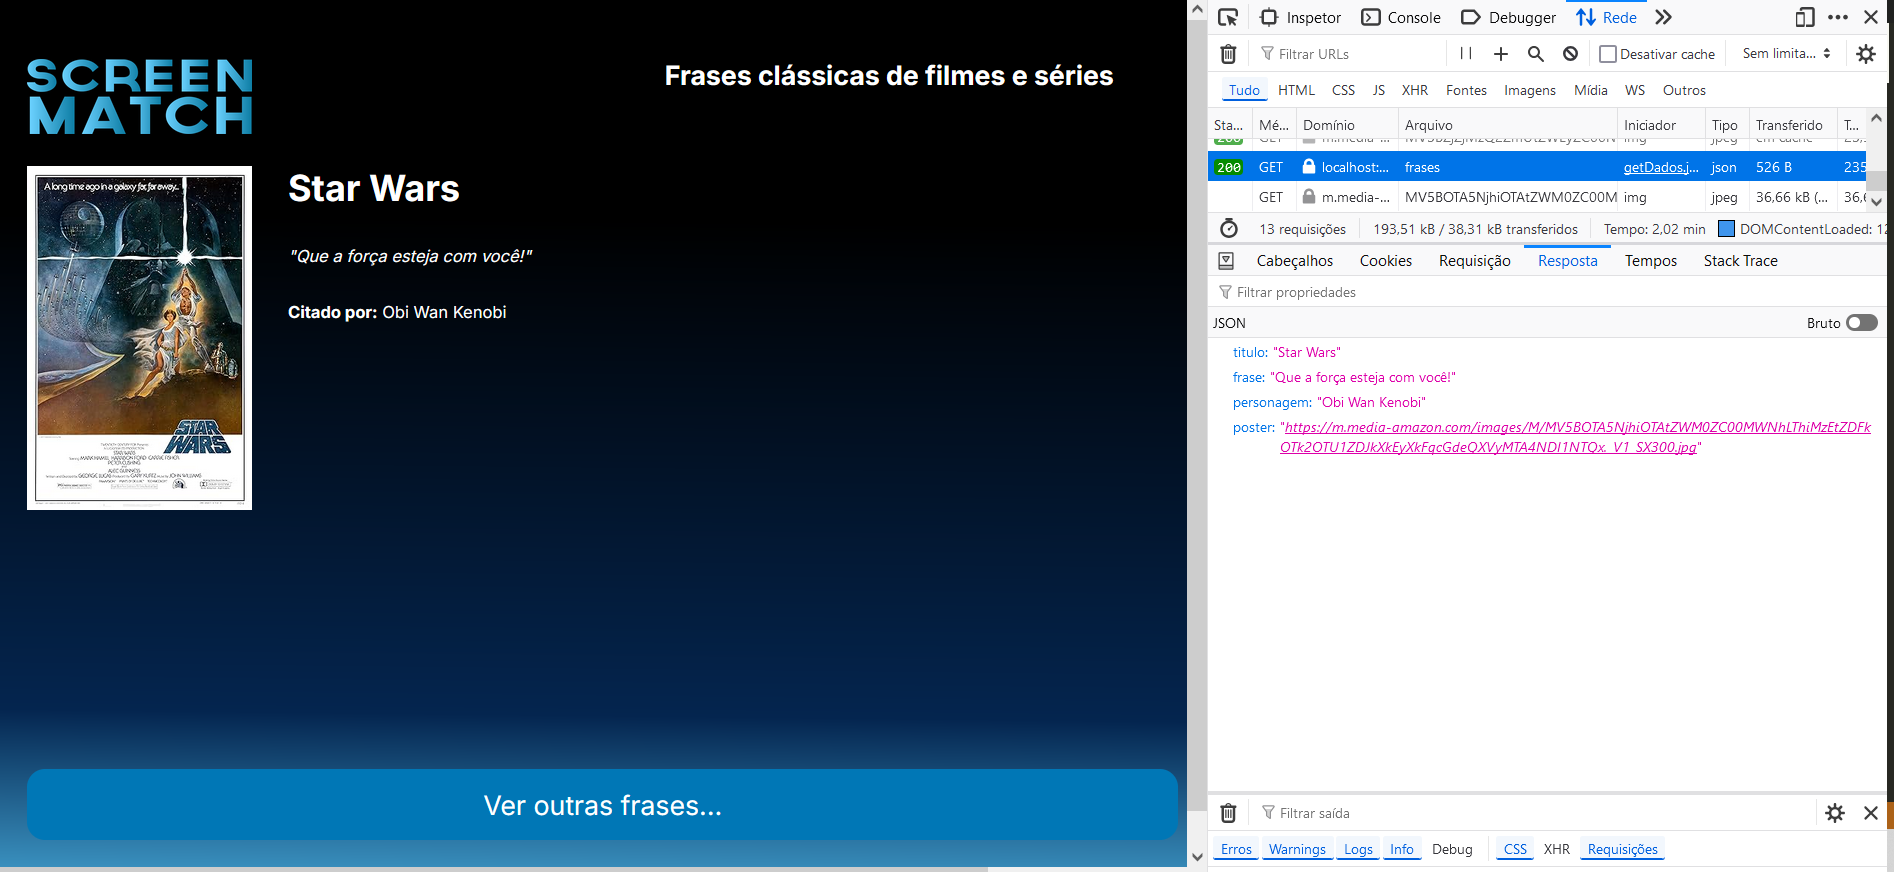 SCREEN
MATCH
Frases clássicas de filmes e séries
A long time ago in a galaxy far, far away...
STAR
WARS
Star Wars
"Que a força esteja com você!"
Citado por: Obi Wan Kenobi
Ver outras frases...
Inspetor Console Debugger Rede
Filtrar URLs Desativar cache Sem limita...
Tudo HTML CSS JS XHR Fontes Imagens Mídia WS Outros
Sta... Mé... Domínio Arquivo Iniciador Tipo Transferido T...
200 GET localhost:... frases getDados.j... json 526 B 235
GET m.media-... MV5BOTA5NjhiOTAtZWM0ZC00M img jpeg 36,66 kB (... 36,6
13 requisições 193,51 kB / 38,31 kB transferidos Tempo: 2,02 min DOMContentLoaded: 12
Cabeçalhos Cookies Requisição Resposta Tempos Stack Trace
Filtrar propriedades
JSON Bruto
titulo: "Star Wars"
frase: "Que a força esteja com você!"
personagem: "Obi Wan Kenobi"
poster: "https://m.media-amazon.com/images/M/MV5BOTA5NjhiOTAtZWM0ZC00MWNhLThiMzEtZDFk
OTk2OTU1ZDJkXkEyXkFqcGdeQXVyMTA4NDI1NTQx._V1_SX300.jpg"
Filtrar saída
Erros Warnings Logs Info Debug CSS XHR Requisições